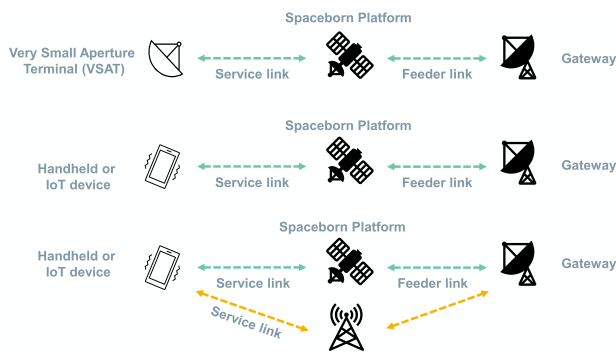 Spaceborn Platform
Very Small Aperture
Terminal (VSAT)
Service link
Feeder link
Gateway
Spaceborn Platform
Handheld or
IoT device
Service link
Feeder link
Gateway
Spaceborn Platform
Handheld or
IoT device
Service link
Feeder link
Gateway
Service link